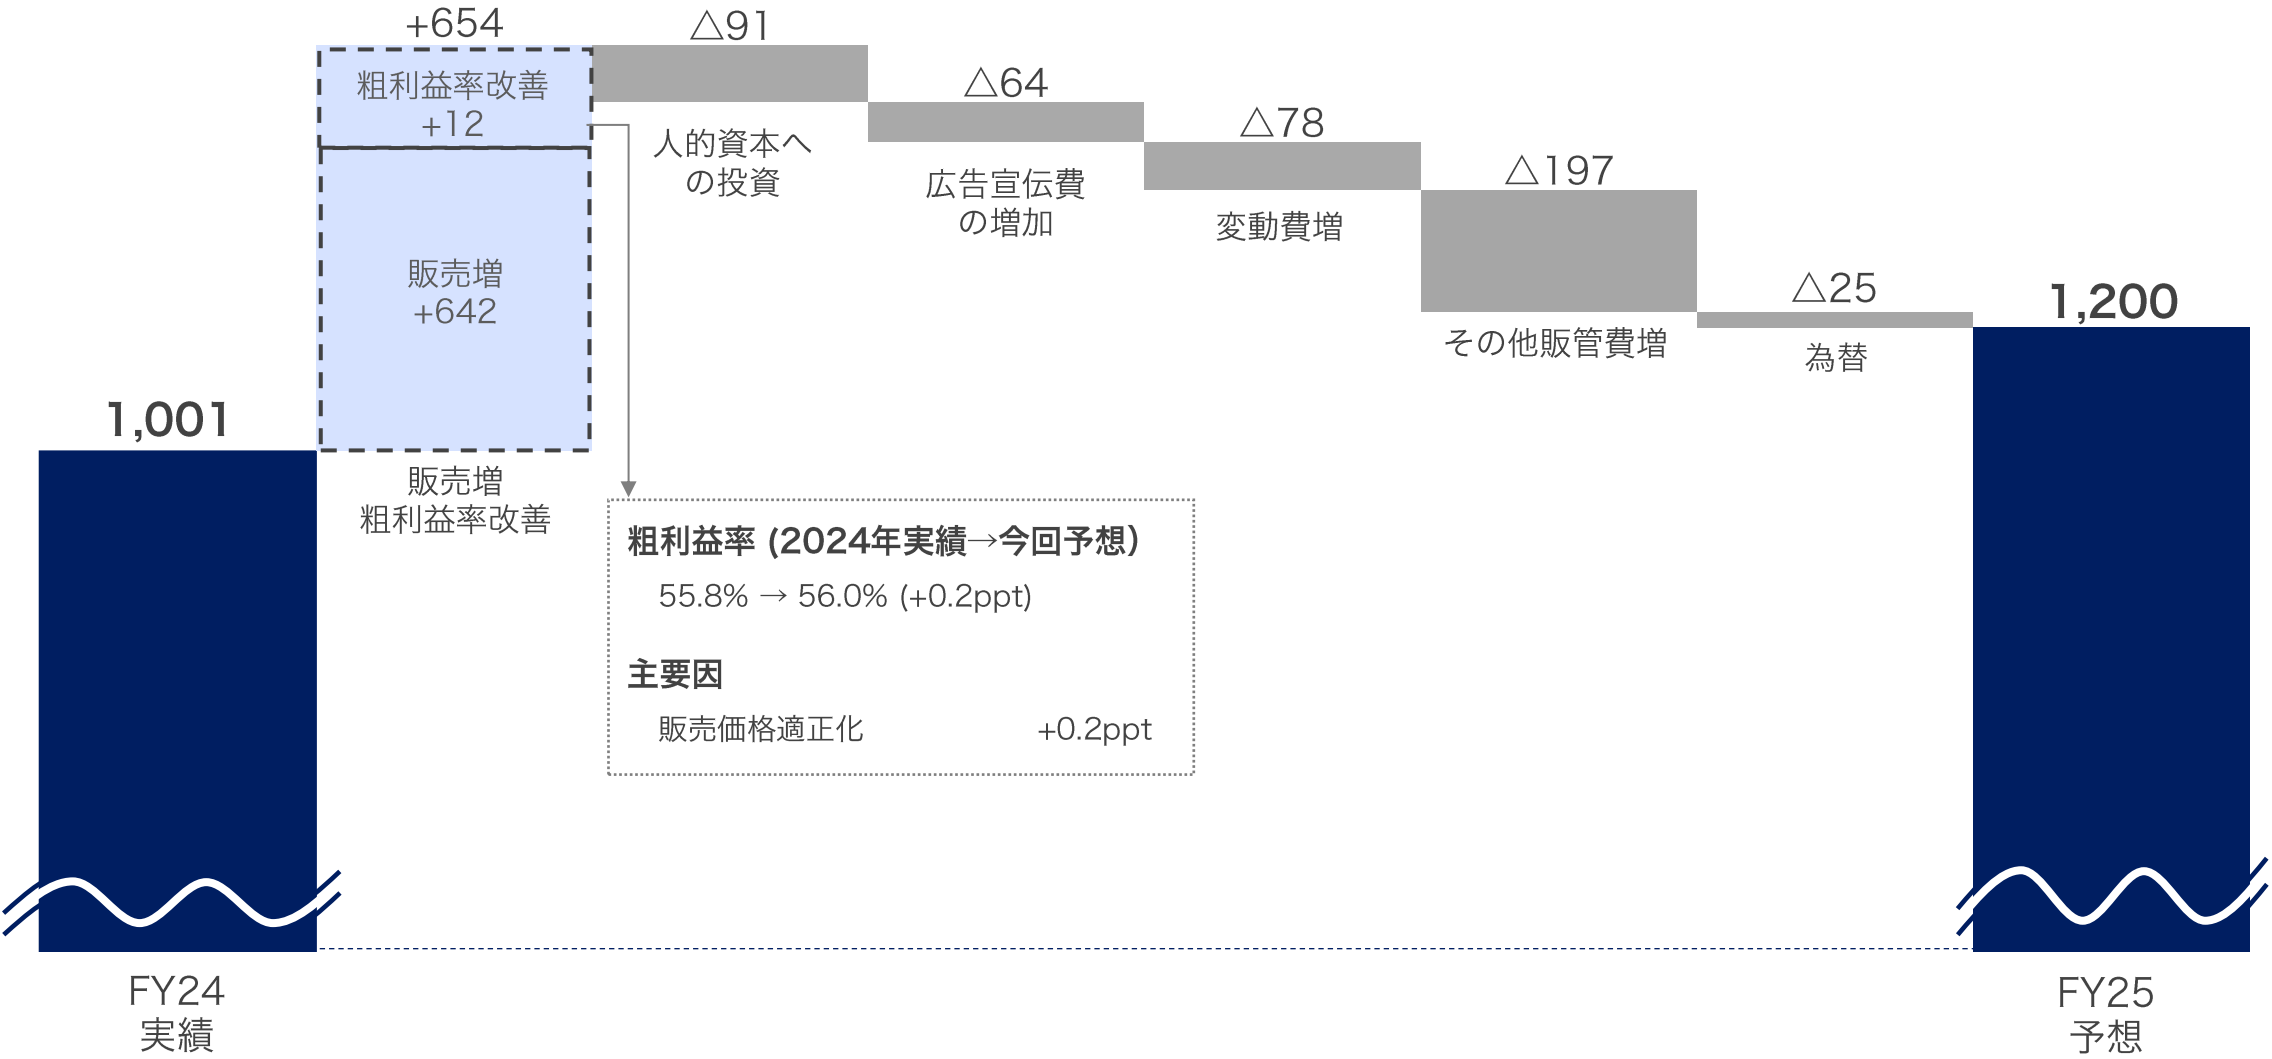 +654
粗利益率改善
+12
販売増
+642
販売増
粗利益率改善
1,001
△91
人的資本へ
の投資
△64
広告宣伝費
の増加
△78
変動費増
△197
その他販管費増
△25
為替
1,200
粗利益率 (2024年実績→今回予想)
55.8% → 56.0% (+0.2ppt)
主要因
販売価格適正化 +0.2ppt
FY24
実績
FY25
予想